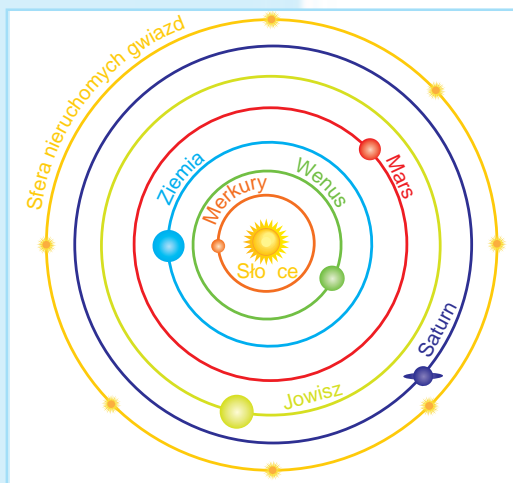 Sfera nieruchomych gwiazd
Ziemia
Merkury
Wenus
Mars
Sło ce
Saturn
Jowisz